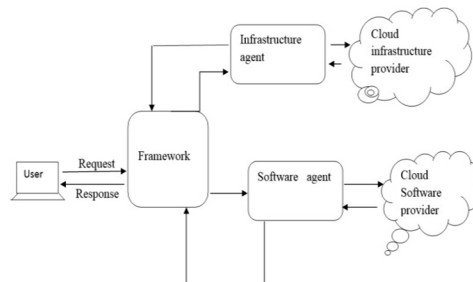 Infrastructure
agent
Cloud
infrastructure
provider
Framework
User
Request
Response
Software agent
Cloud
Software
provider